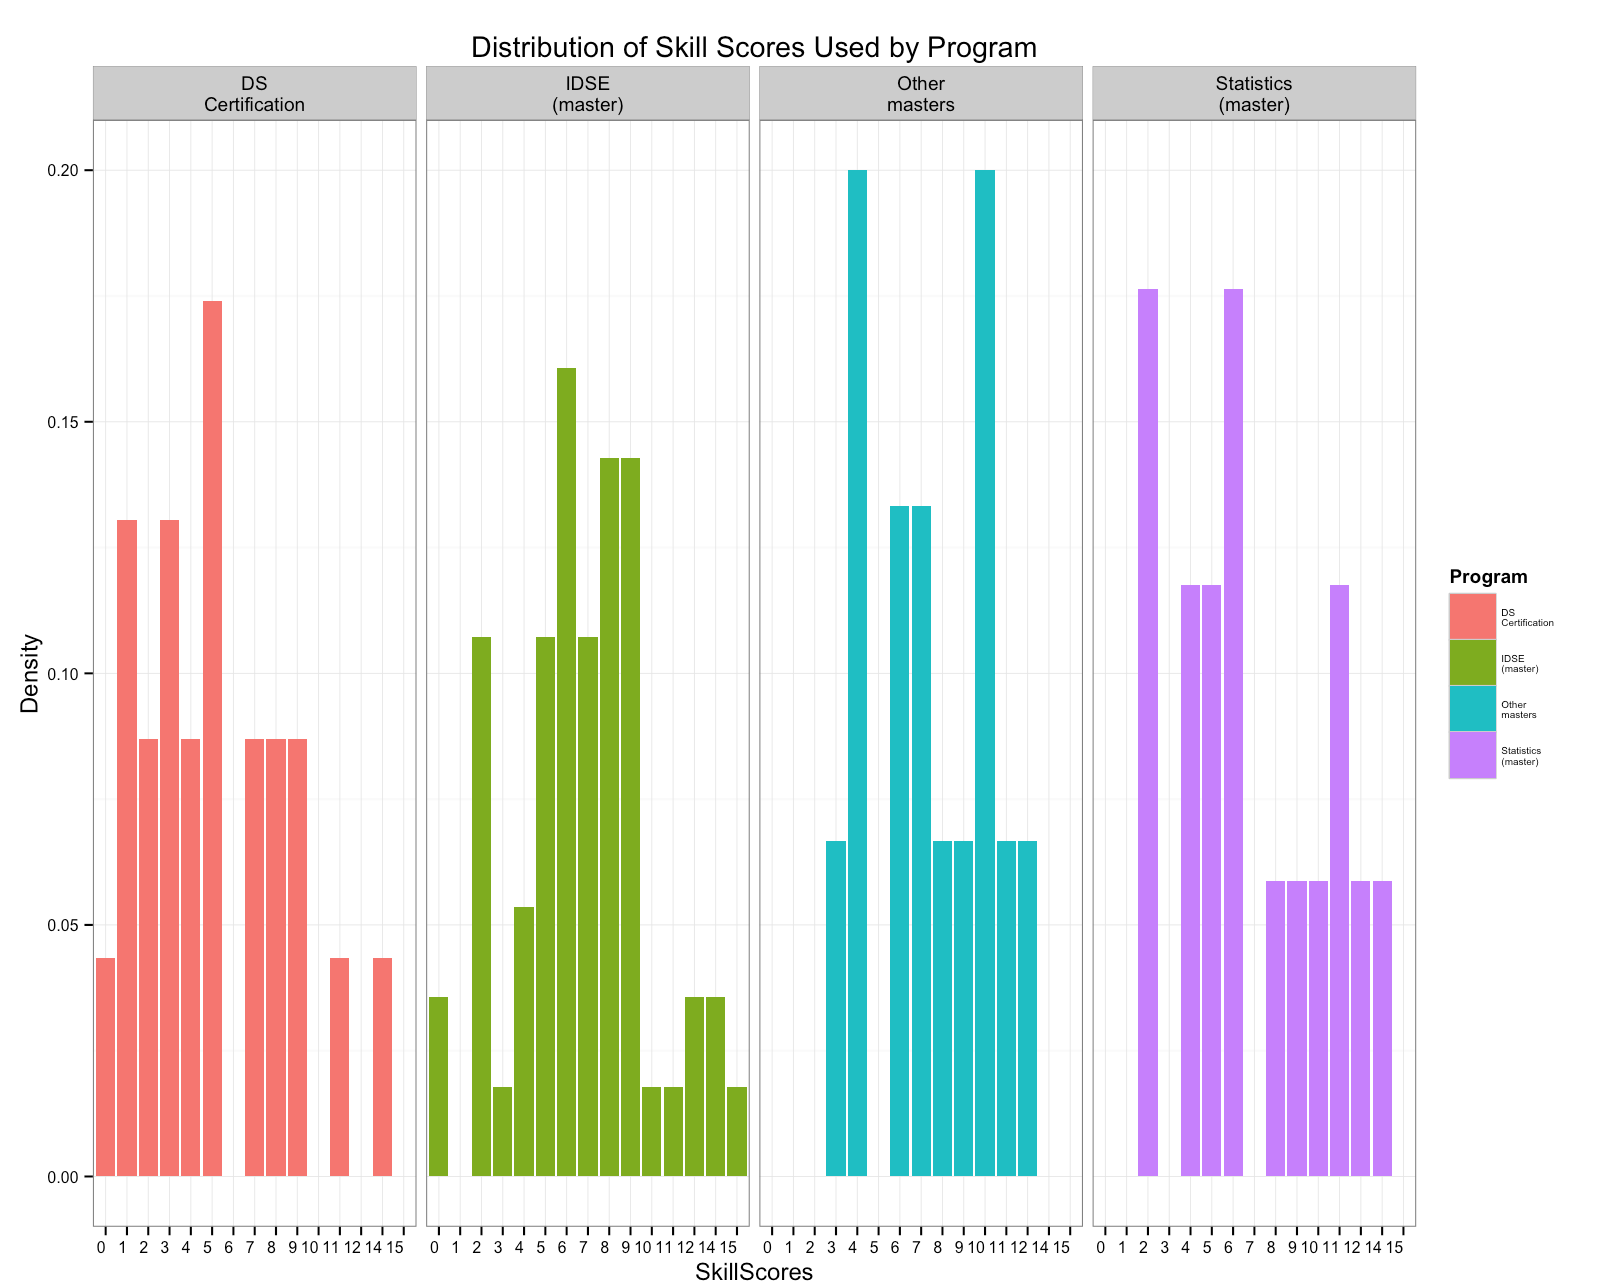 Distribution of Skill Scores Used by Program
DS
Certification
IDSE
(master)
Other
masters
Statistics
(master)
0.20
0.15
0.10
0.05
0.00
Density
0 1 2 3 4 5 6 7 8 9 10 11 12 14 15
0 1 2 3 4 5 6 7 8 9 10 11 12 14 15
0 1 2 3 4 5 6 7 8 9 10 11 12 14 15
0 1 2 3 4 5 6 7 8 9 10 11 12 14 15
SkillScores
Program
DS
Certification
IDSE
(master)
Other
masters
Statistics
(master)